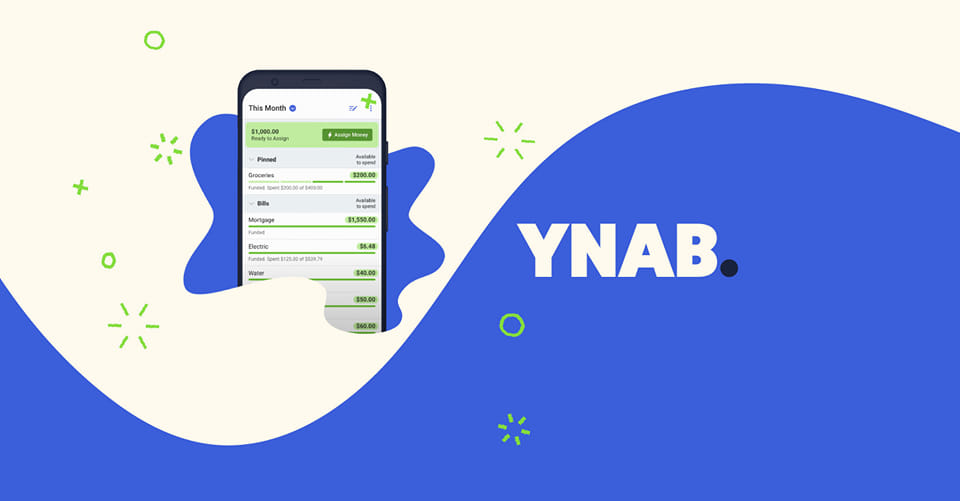 This Month
$1,000.00
Ready to Assign
Assign Money
Pinned
Available
to spend
Groceries
$200.00
Funded. Spent $200.00 of $400.00
Bills
Available
to spend
Mortgage
$1,550.00
Funded
Electric
$6.48
Funded. Spent $125.00 of
Water
$40.00
$50.00
$60.00
YNAB.